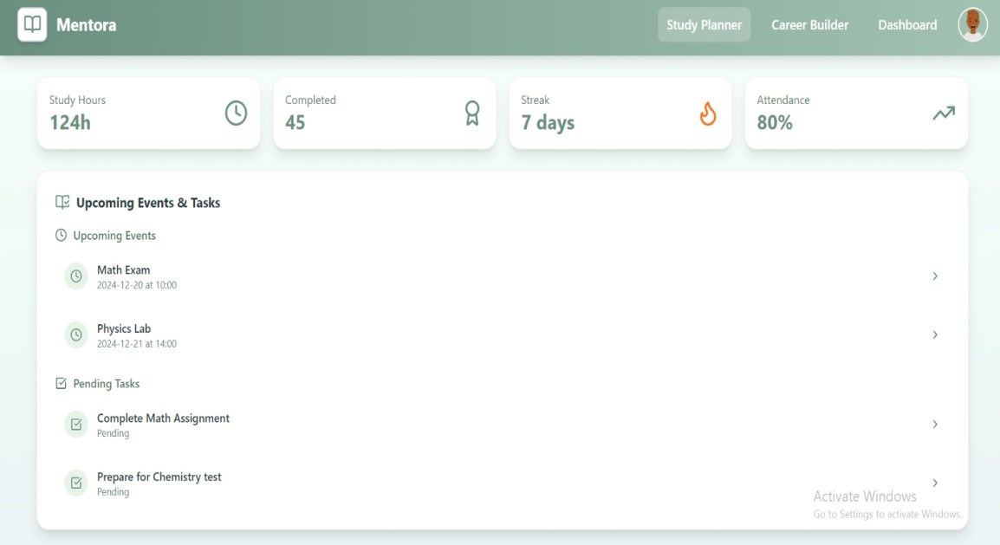 Mentora
Study Planner
Career Builder
Dashboard
Study Hours
124h
Completed
45
Streak
7 days
Attendance
80%
Upcoming Events & Tasks
Upcoming Events
Math Exam
2024-12-20 at 10:00
Physics Lab
2024-12-21 at 14:00
Pending Tasks
Complete Math Assignment
Pending
Prepare for Chemistry test
Pending
Activate Windows
Go to Settings to activate Windows.